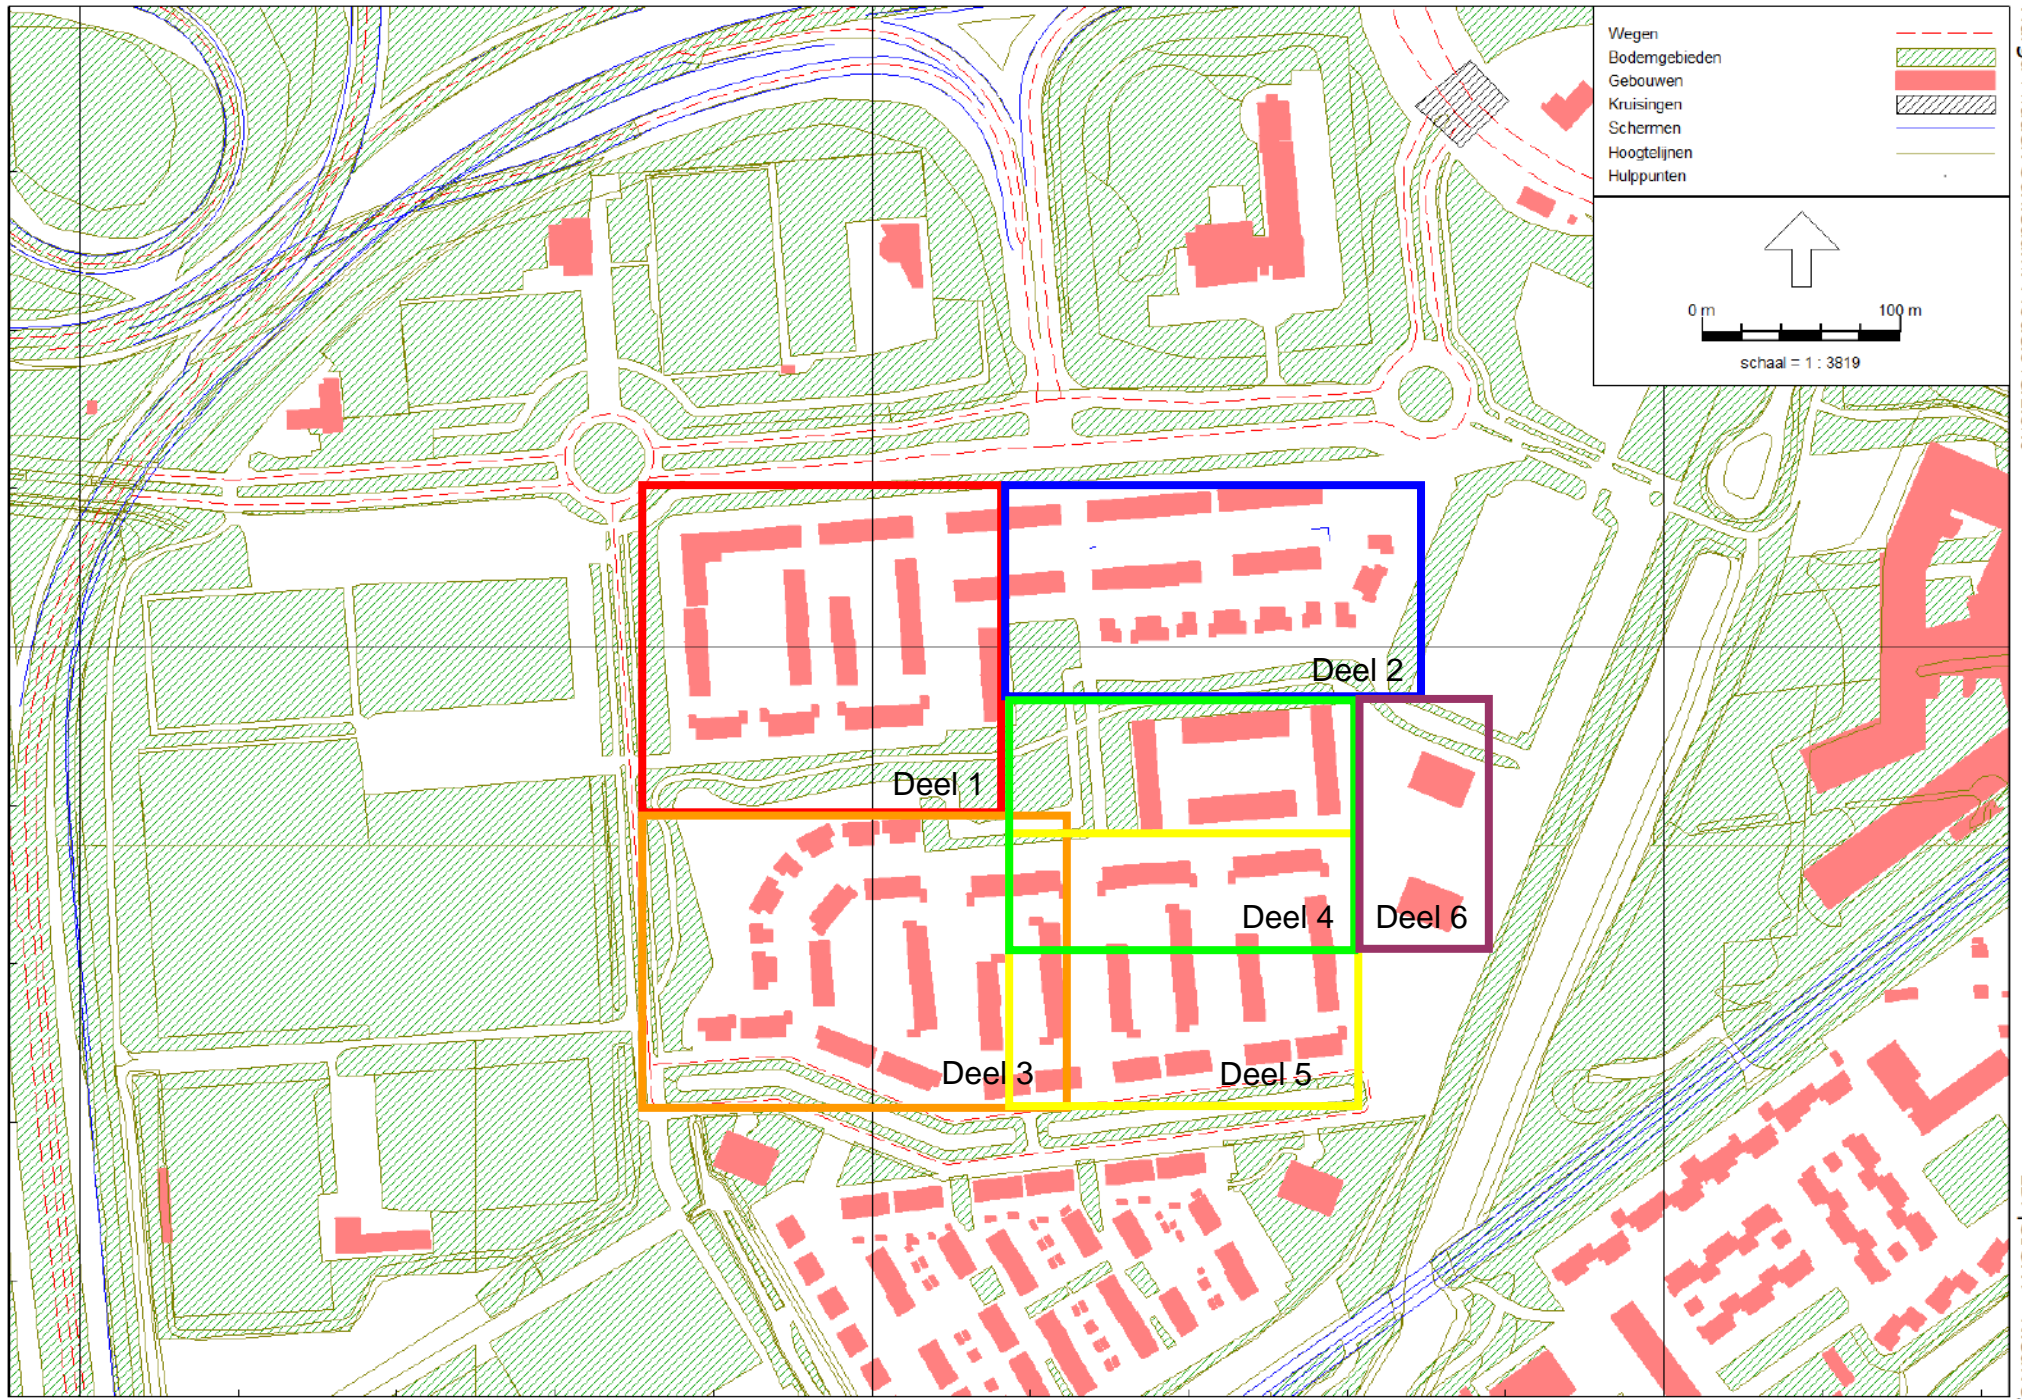 Wegen
Bodemgebieden
Gebouwen
Kruisingen
Schermen
Hoogtelijnen
Hulppunten
0 m 100 m
schaal = 1 : 3819
Deel 2
Deel 1
Deel 4
Deel 6
Deel 3
Deel 5